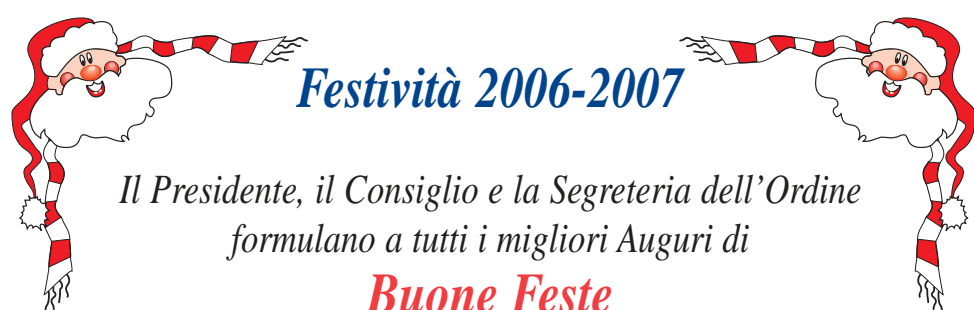 Festività 2006-2007
Il Presidente, il Consiglio e la Segreteria dell’Ordine
formulano a tutti i migliori Auguri di
Buone Feste